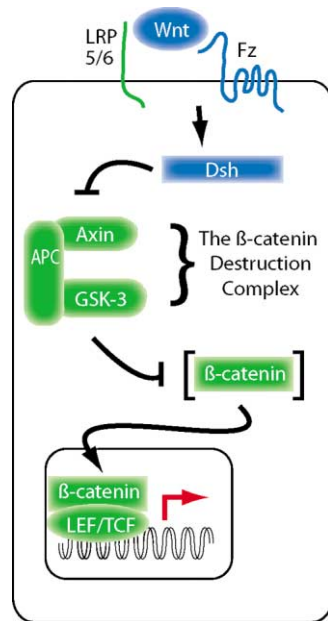 LRP
5/6
Wnt
Fz
Dsh
Axin
APC
GSK-3
The ß-catenin
Destruction
Complex
[ß-catenin]
ß-catenin
LEF/TCF